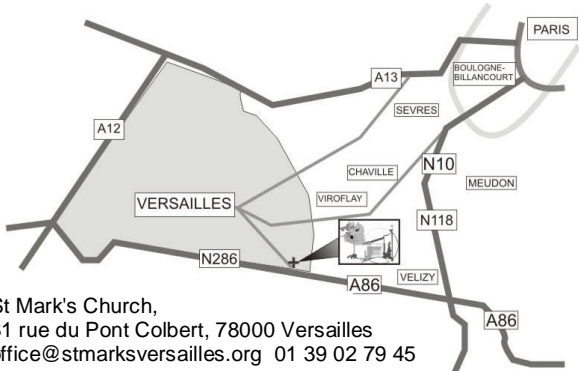 PARIS
BOULOGNE-
BILLANCOURT
A13
SEVRES
A12
N10
CHAVILLE
MEUDON
VERSAILLES
VIROFLAY
N118
N286
VELIZY
A86
A86
St Mark's Church,
31 rue du Pont Colbert, 78000 Versailles
office@stmarksversailles.org 01 39 02 79 45